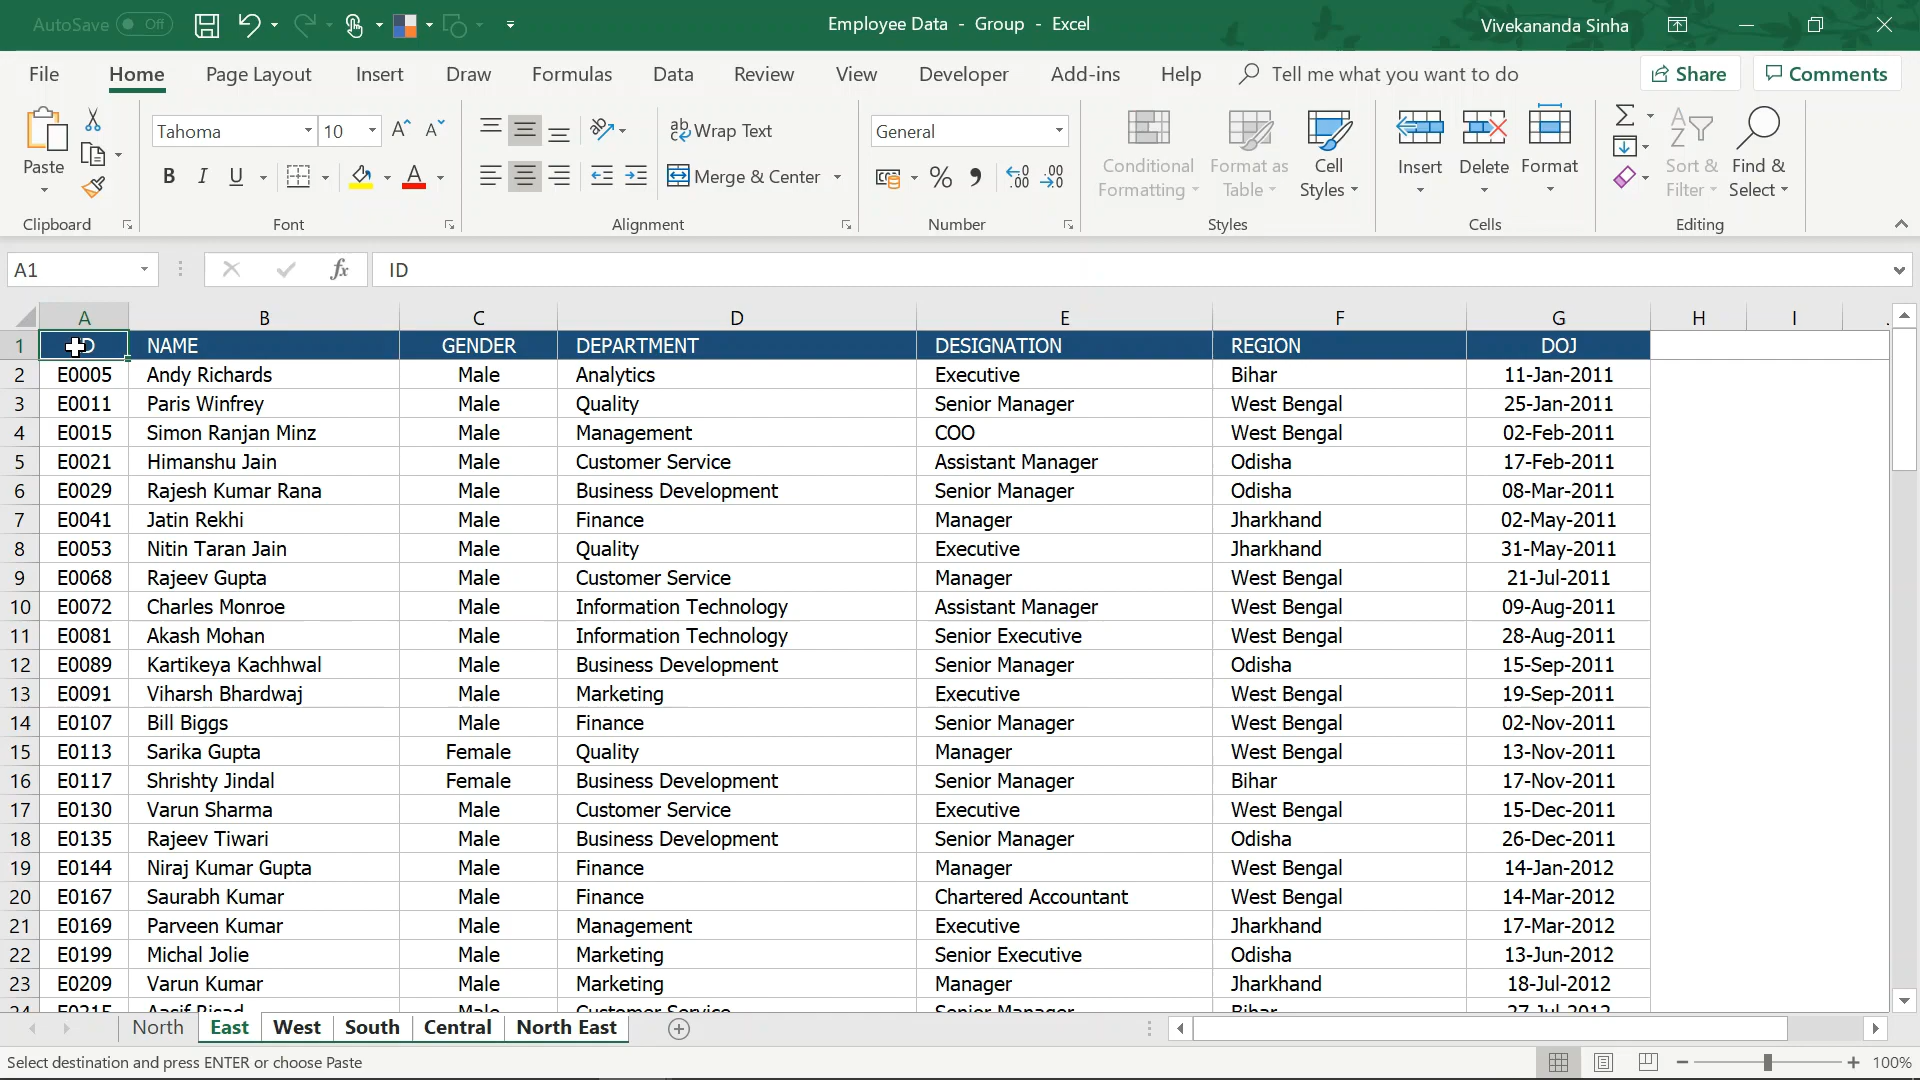 AutoSave Off Employee Data - Group - Excel Vivekananda Sinha
File Home Page Layout Insert Draw Formulas Data Review View Developer Add-ins Help Tell me what you want to do Share Comments
Paste Tahoma 10 B I U Wrap Text Merge & Center General Conditional Formatting Format as Table Cell Styles Insert Delete Format Sort & Filter Find & Select
Clipboard Font Alignment Number Styles Cells Editing
A1 fx ID
A B C D E F G H I
1 NAME GENDER DEPARTMENT DESIGNATION REGION DOJ
2 E0005 Andy Richards Male Analytics Executive Bihar 11-Jan-2011
3 E0011 Paris Winfrey Male Quality Senior Manager West Bengal 25-Jan-2011
4 E0015 Simon Ranjan Minz Male Management COO West Bengal 02-Feb-2011
5 E0021 Himanshu Jain Male Customer Service Assistant Manager Odisha 17-Feb-2011
6 E0029 Rajesh Kumar Rana Male Business Development Senior Manager Odisha 08-Mar-2011
7 E0041 Jatin Rekhi Male Finance Manager Jharkhand 02-May-2011
8 E0053 Nitin Taran Jain Male Quality Executive Jharkhand 31-May-2011
9 E0068 Rajeev Gupta Male Customer Service Manager West Bengal 21-Jul-2011
10 E0072 Charles Monroe Male Information Technology Assistant Manager West Bengal 09-Aug-2011
11 E0081 Akash Mohan Male Information Technology Senior Executive West Bengal 28-Aug-2011
12 E0089 Kartikeya Kachhwal Male Business Development Senior Manager Odisha 15-Sep-2011
13 E0091 Viharsh Bhardwaj Male Marketing Executive West Bengal 19-Sep-2011
14 E0107 Bill Biggs Male Finance Senior Manager West Bengal 02-Nov-2011
15 E0113 Sarika Gupta Female Quality Manager West Bengal 13-Nov-2011
16 E0117 Shrishty Jindal Female Business Development Senior Manager Bihar 17-Nov-2011
17 E0130 Varun Sharma Male Customer Service Executive West Bengal 15-Dec-2011
18 E0135 Rajeev Tiwari Male Business Development Senior Manager Odisha 26-Dec-2011
19 E0144 Niraj Kumar Gupta Male Finance Manager West Bengal 14-Jan-2012
20 E0167 Saurabh Kumar Male Finance Chartered Accountant West Bengal 14-Mar-2012
21 E0169 Parveen Kumar Male Management Executive Jharkhand 17-Mar-2012
22 E0199 Michal Jolie Male Marketing Senior Executive Odisha 13-Jun-2012
23 E0209 Varun Kumar Male Marketing Manager Jharkhand 18-Jul-2012
North East West South Central North East
Select destination and press ENTER or choose Paste 100%